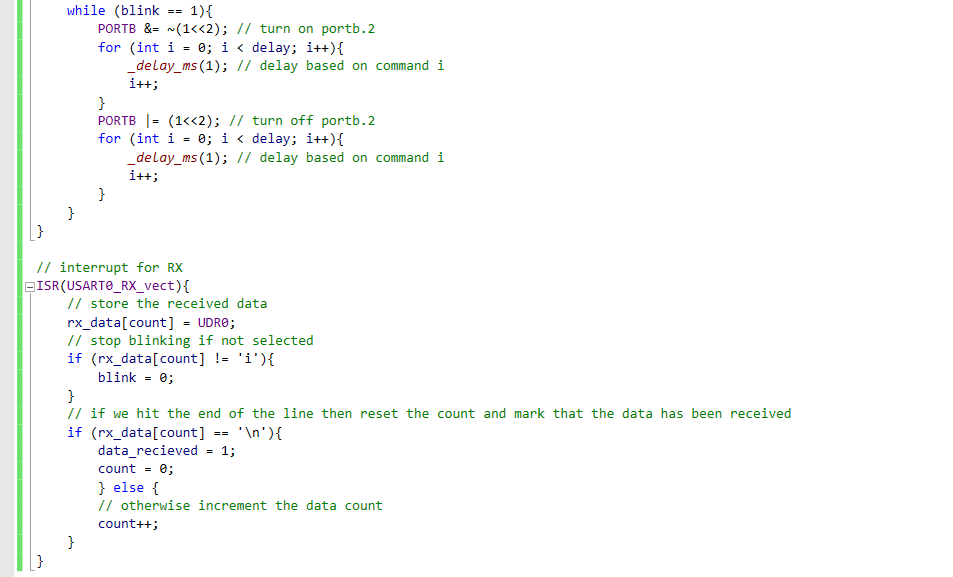 while (blink == 1){
PORTB &= ~(1<<2); // turn on portb.2
for (int i = 0; i < delay; i++){
_delay_ms(1); // delay based on command i
i++;
}
PORTB |= (1<<2); // turn off portb.2
for (int i = 0; i < delay; i++){
_delay_ms(1); // delay based on command i
i++;
}
}
}
// interrupt for RX
ISR(USART0_RX_vect){
// store the received data
rx_data[count] = UDR0;
// stop blinking if not selected
if (rx_data[count] != 'i'){
blink = 0;
}
// if we hit the end of the line then reset the count and mark that the data has been received
if (rx_data[count] == '\n'){
data_recieved = 1;
count = 0;
} else {
// otherwise increment the data count
count++;
}
}